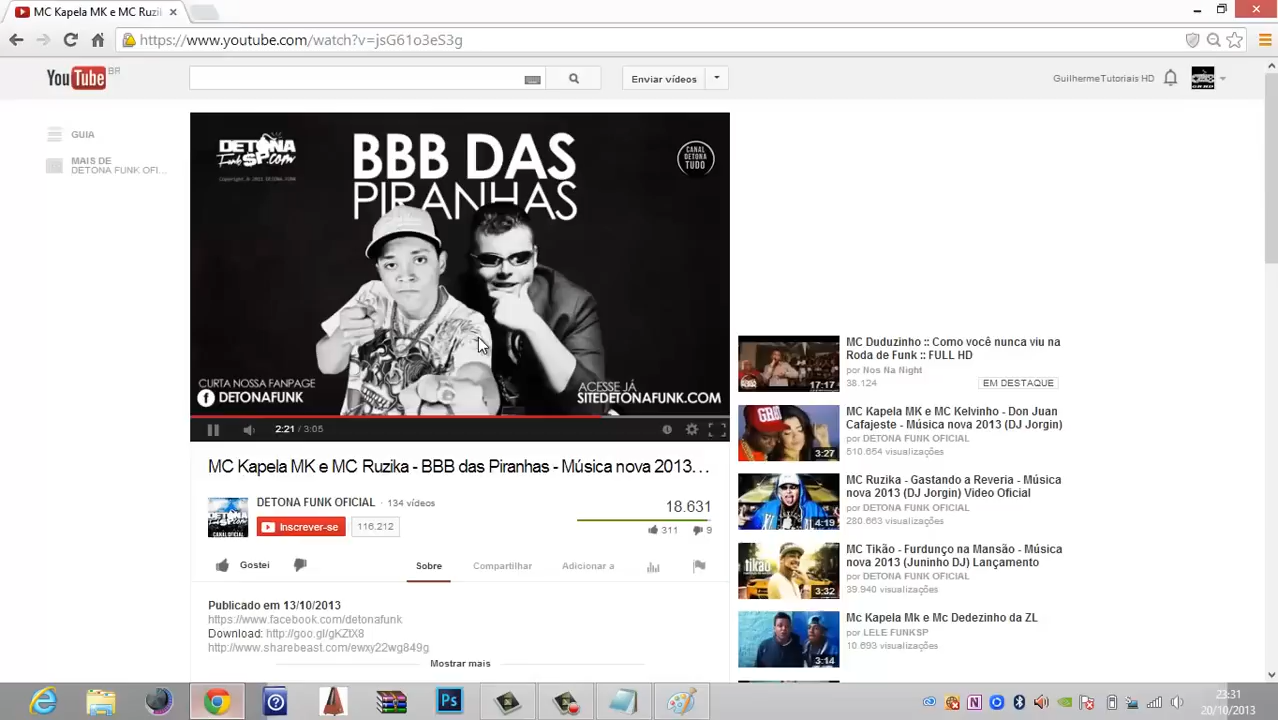 MC Kapela MK e MC Ruzi
https://www.youtube.com/watch?v=jsG61o3eS3g
YouTube BR
Enviar vídeos
GuilhermeTutoriais HD
GUIA
MAIS DE
DETONA FUNK OFI...
DETONA
Funk SP.com
BBB DAS
PIRANHAS
CANAL
DETONA
TUDO
CURTA NOSSA FANPAGE
DETONAFUNK
ACESSE JÁ
SITEDETONAFUNK.COM
2:21 / 3:05
MC Kapela MK e MC Ruzika - BBB das Piranhas - Música nova 2013...
DETONA FUNK OFICIAL · 134 vídeos
Inscrever-se 116.212
18.631
311 9
Gostei
Sobre Compartilhar Adicionar a
Publicado em 13/10/2013
https://www.facebook.com/detonafunk
Download: http://goo.gl/gKZfX8
http://www.sharebeast.com/ewxy22wg849g
Mostrar mais
MC Duduzinho :: Como você nunca viu na
Roda de Funk :: FULL HD
por Nos Na Night
38.124 EM DESTAQUE
17:17
MC Kapela MK e MC Kelvinho - Don Juan
Cafajeste - Música nova 2013 (DJ Jorgin)
por DETONA FUNK OFICIAL
510.654 visualizações
3:27
MC Ruzika - Gastando a Reveria - Música
nova 2013 (DJ Jorgin) Video Oficial
por DETONA FUNK OFICIAL
280.663 visualizações
4:19
MC Tikão - Furdunço na Mansão - Música
nova 2013 (Juninho DJ) Lançamento
por DETONA FUNK OFICIAL
39.940 visualizações
tikão
3:32
Mc Kapela Mk e Mc Dedezinho da ZL
por LELE FUNKSP
10.693 visualizações
3:14
Ps
23:31
20/10/2013